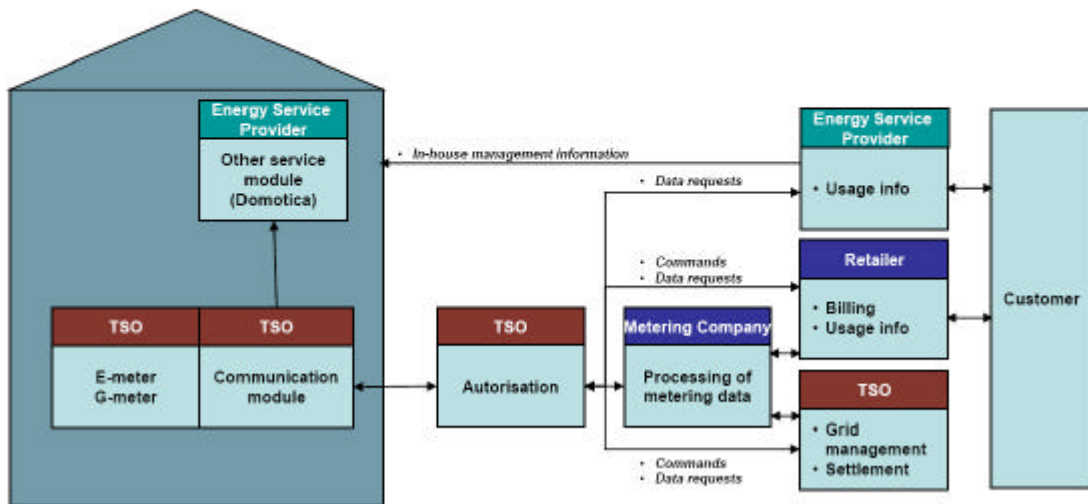 Energy Service
Provider
Other service
module
(Domotica)
• In-house management information
Energy Service
Provider
• Usage info
• Data requests
• Commands
• Data requests
Retailer
• Billing
• Usage info
Customer
TSO
E-meter
G-meter
TSO
Communication
module
TSO
Autorisation
Metering Company
Processing of
metering data
TSO
• Grid
management
• Settlement
• Commands
• Data requests